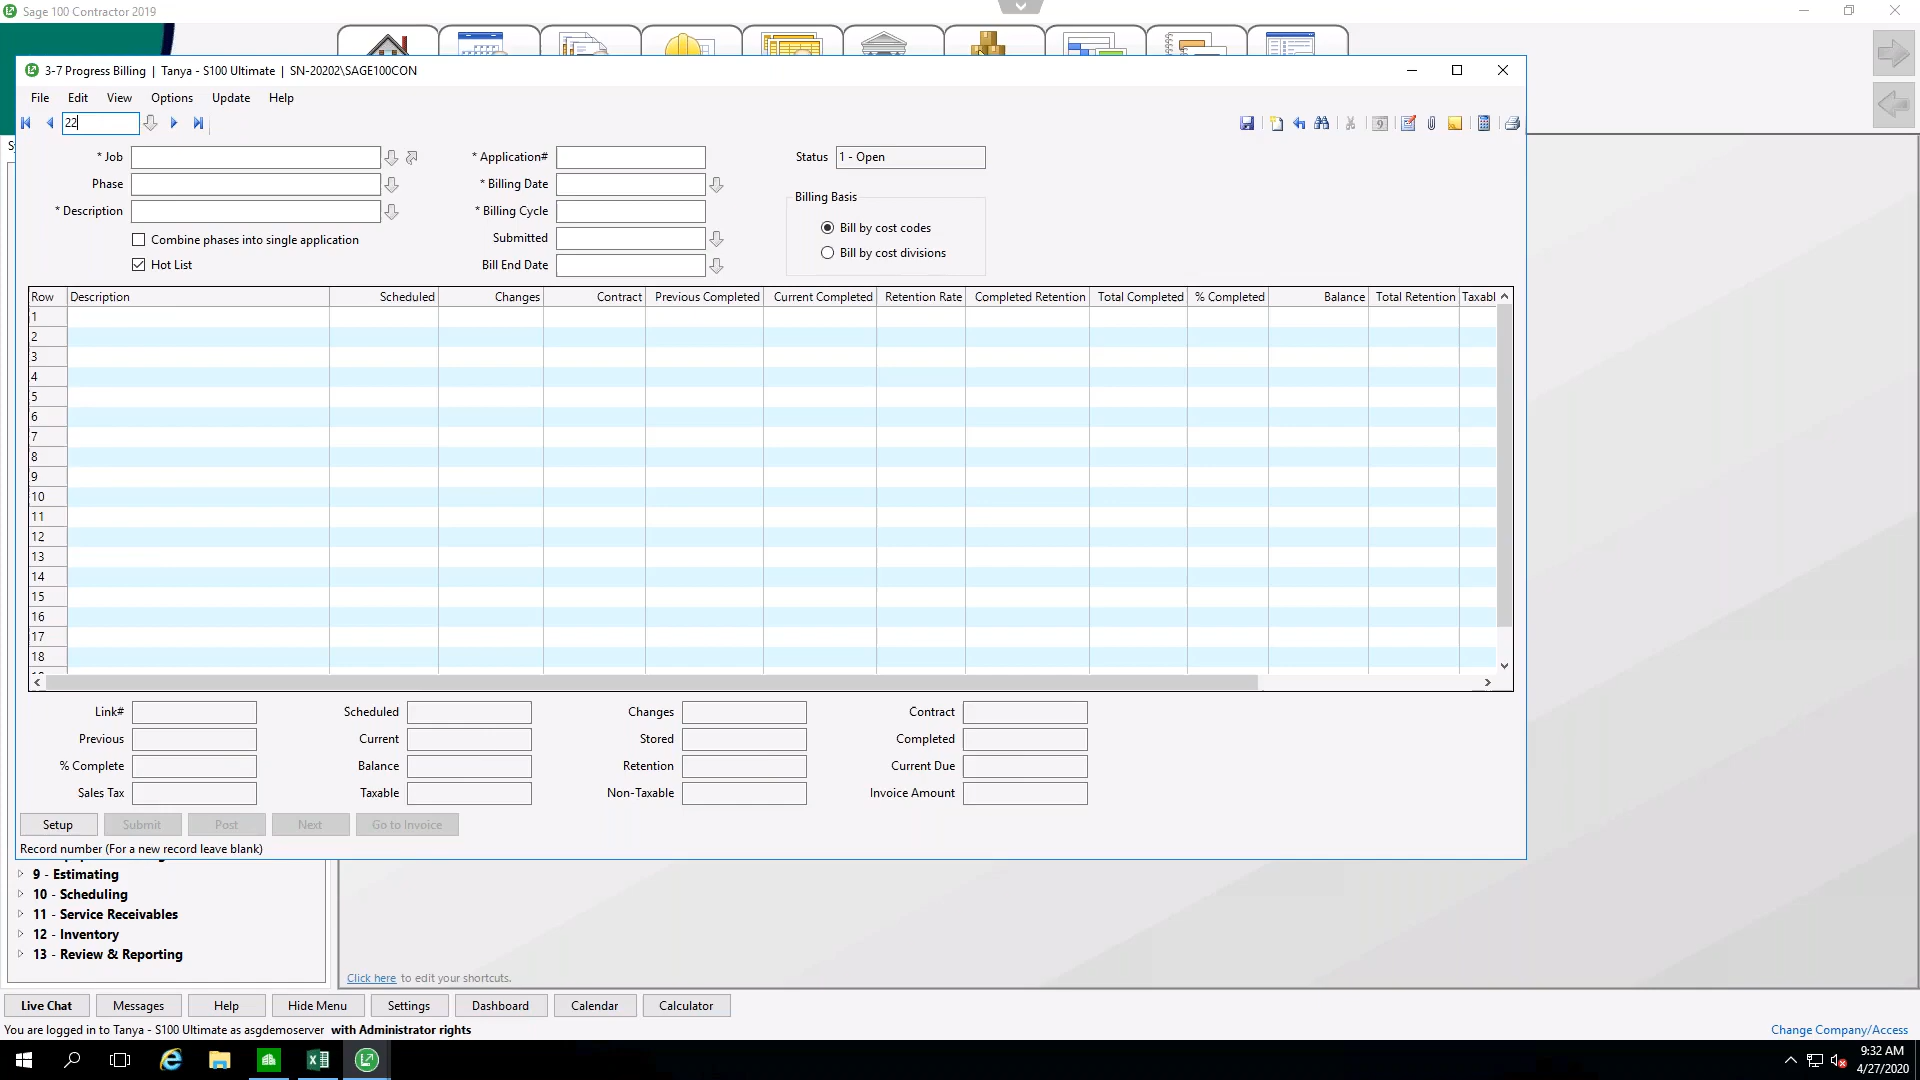 Sage 100 Contractor 2019
3-7 Progress Billing | Tanya - S100 Ultimate | SN-20202\SAGE100CON
File Edit View Options Update Help
22
* Job
* Application#
Status 1 - Open
Phase
* Billing Date
Billing Basis
* Description
* Billing Cycle
Bill by cost codes
Combine phases into single application
Submitted
Bill by cost divisions
Hot List
Bill End Date
Row Description Scheduled Changes Contract Previous Completed Current Completed Retention Rate Completed Retention Total Completed % Completed Balance Total Retention Taxabl
1
2
3
4
5
6
7
8
9
10
11
12
13
14
15
16
17
18
Link# Scheduled Changes Contract
Previous Current Stored Completed
% Complete Balance Retention Current Due
Sales Tax Taxable Non-Taxable Invoice Amount
Setup Submit Post Next Go to Invoice
Record number (For a new record leave blank)
9 - Estimating
10 - Scheduling
11 - Service Receivables
12 - Inventory
13 - Review & Reporting
Click here to edit your shortcuts.
Live Chat Messages Help Hide Menu Settings Dashboard Calendar Calculator
You are logged in to Tanya - S100 Ultimate as asgdemoserver with Administrator rights
Change Company/Access
9:32 AM
4/27/2020